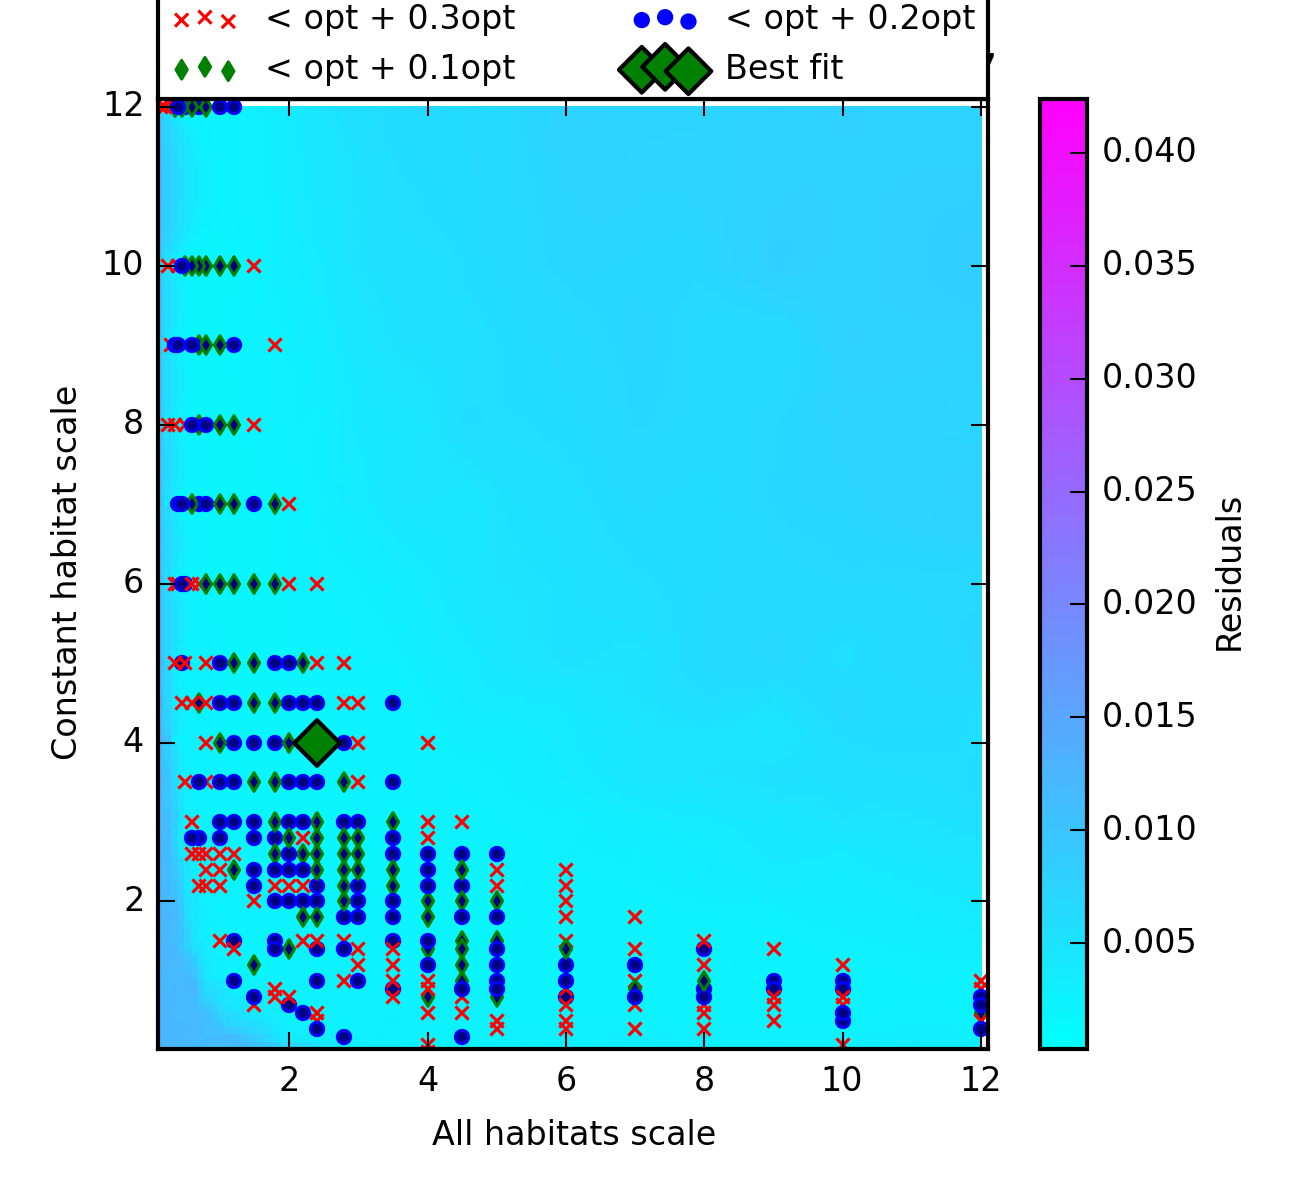 < opt + 0.3opt
< opt + 0.2opt
< opt + 0.1opt
Best fit
12
10
8
6
4
2
Constant habitat scale
2
4
6
8
10
12
All habitats scale
0.040
0.035
0.030
0.025
0.020
0.015
0.010
0.005
Residuals